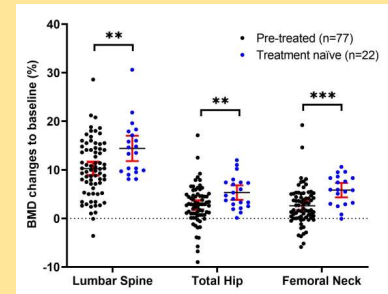 BMD changes to baseline (%)
40
30
20
10
0
-10
**
**
***
Pre-treated (n=77)
Treatment naïve (n=22)
Lumbar Spine
Total Hip
Femoral Neck